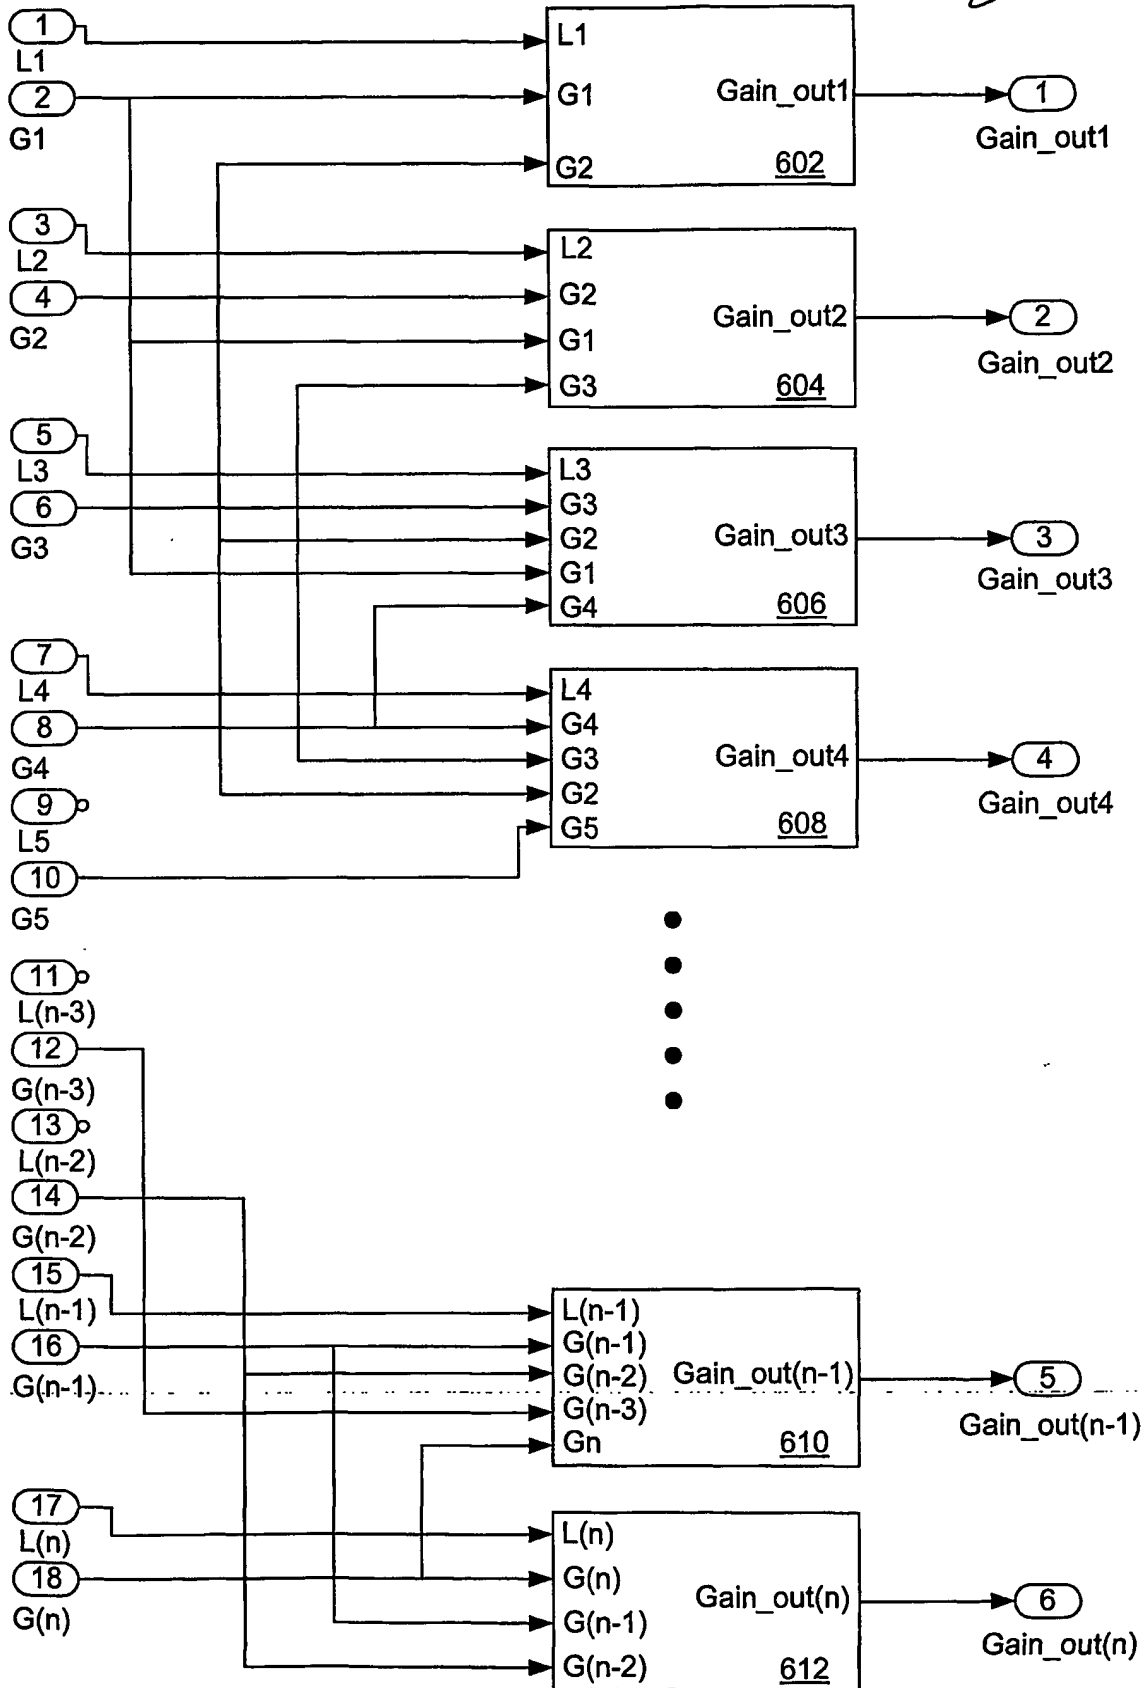 1
L1
2
G1
L1
G1
G2
Gain_out1
602
1
Gain_out1
3
L2
4
G2
L2
G2
G1
G3
Gain_out2
604
2
Gain_out2
5
L3
6
G3
L3
G3
G2
G1
G4
Gain_out3
606
3
Gain_out3
7
L4
8
G4
9
L5
10
G5
L4
G4
G3
G2
G5
Gain_out4
608
4
Gain_out4
11
L(n-3)
12
G(n-3)
13
L(n-2)
14
G(n-2)
15
L(n-1)
16
G(n-1)
L(n-1)
G(n-1)
G(n-2)
G(n-3)
Gn
Gain_out(n-1)
610
5
Gain_out(n-1)
17
L(n)
18
G(n)
L(n)
G(n)
G(n-1)
G(n-2)
Gain_out(n)
612
6
Gain_out(n)